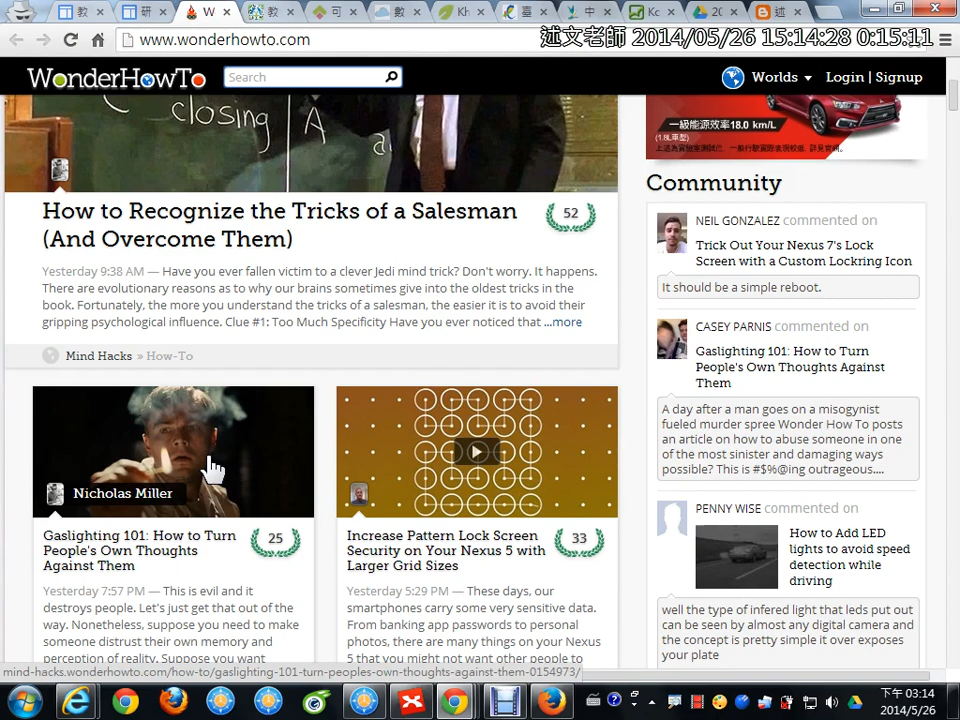 W
Kh
Kc
www.wonderhowto.com
述文老師 2014/05/26 15:14:28 0:15:11
WonderHowTo
Search
Worlds
Login | Signup
closing
A
一級能源效率18.0 km/L
(1.8L車型)
Community
How to Recognize the Tricks of a Salesman
(And Overcome Them)
52
Yesterday 9:38 AM — Have you ever fallen victim to a clever Jedi mind trick? Don't worry. It happens.
There are evolutionary reasons as to why our brains sometimes give into the oldest tricks in the
book. Fortunately, the more you understand the tricks of a salesman, the easier it is to avoid their
gripping psychological influence. Clue #1: Too Much Specificity Have you ever noticed that ...more
Mind Hacks » How-To
Nicholas Miller
Gaslighting 101: How to Turn
People's Own Thoughts
Against Them
25
Yesterday 7:57 PM — This is evil and it
destroys people. Let's just get that out of the
way. Nonetheless, suppose you need to make
someone distrust their own memory and
perception of reality. Suppose you want
Increase Pattern Lock Screen
Security on Your Nexus 5 with
Larger Grid Sizes
33
Yesterday 5:29 PM — These days, our
smartphones carry some very sensitive data.
From banking app passwords to personal
photos, there are many things on your Nexus
5 that you might not want other people to
NEIL GONZALEZ commented on
Trick Out Your Nexus 7's Lock
Screen with a Custom Lockring Icon
It should be a simple reboot.
CASEY PARNIS commented on
Gaslighting 101: How to Turn
People's Own Thoughts Against
Them
A day after a man goes on a misogynist
fueled murder spree Wonder How To posts
an article on how to abuse someone in one
of the most sinister and damaging ways
possible? This is #$%@ing outrageous....
PENNY WISE commented on
How to Add LED
lights to avoid speed
detection while
driving
well the type of infered light that leds put out
can be seen by almost any digital camera and
the concept is pretty simple it over exposes
your plate
mind-hacks.wonderhowto.com/how-to/gaslighting-101-turn-peoples-own-thoughts-against-them-0154973/
下午 03:14
2014/5/26